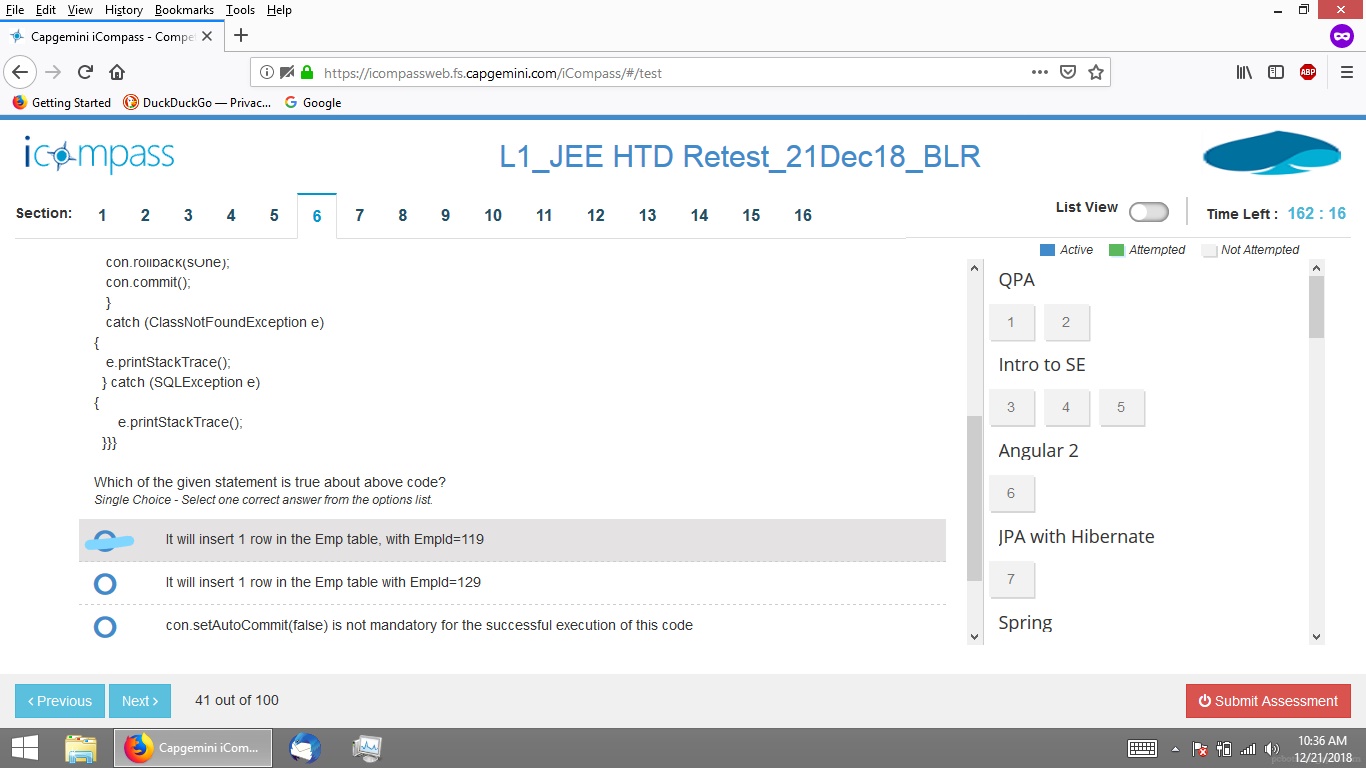 File Edit View History Bookmarks Tools Help
Capgemini iCompass - Compe
https://icompassweb.fs.capgemini.com/iCompass/#/test
ABP
Getting Started DuckDuckGo — Privac... Google
icompass
L1_JEE HTD Retest_21Dec18_BLR
Section: 1 2 3 4 5 6 7 8 9 10 11 12 13 14 15 16
List View
Time Left : 162 : 16
Active Attempted Not Attempted
con.rollback(sOne);
con.commit();
}
catch (ClassNotFoundException e)
{
e.printStackTrace();
} catch (SQLException e)
{
e.printStackTrace();
}}}
Which of the given statement is true about above code?
Single Choice - Select one correct answer from the options list.
It will insert 1 row in the Emp table, with EmpId=119
It will insert 1 row in the Emp table with EmpId=129
con.setAutoCommit(false) is not mandatory for the successful execution of this code
QPA
1 2
Intro to SE
3 4 5
Angular 2
6
JPA with Hibernate
7
Spring
Previous Next 41 out of 100
Submit Assessment
Capgemini iCom...
10:36 AM
12/21/2018